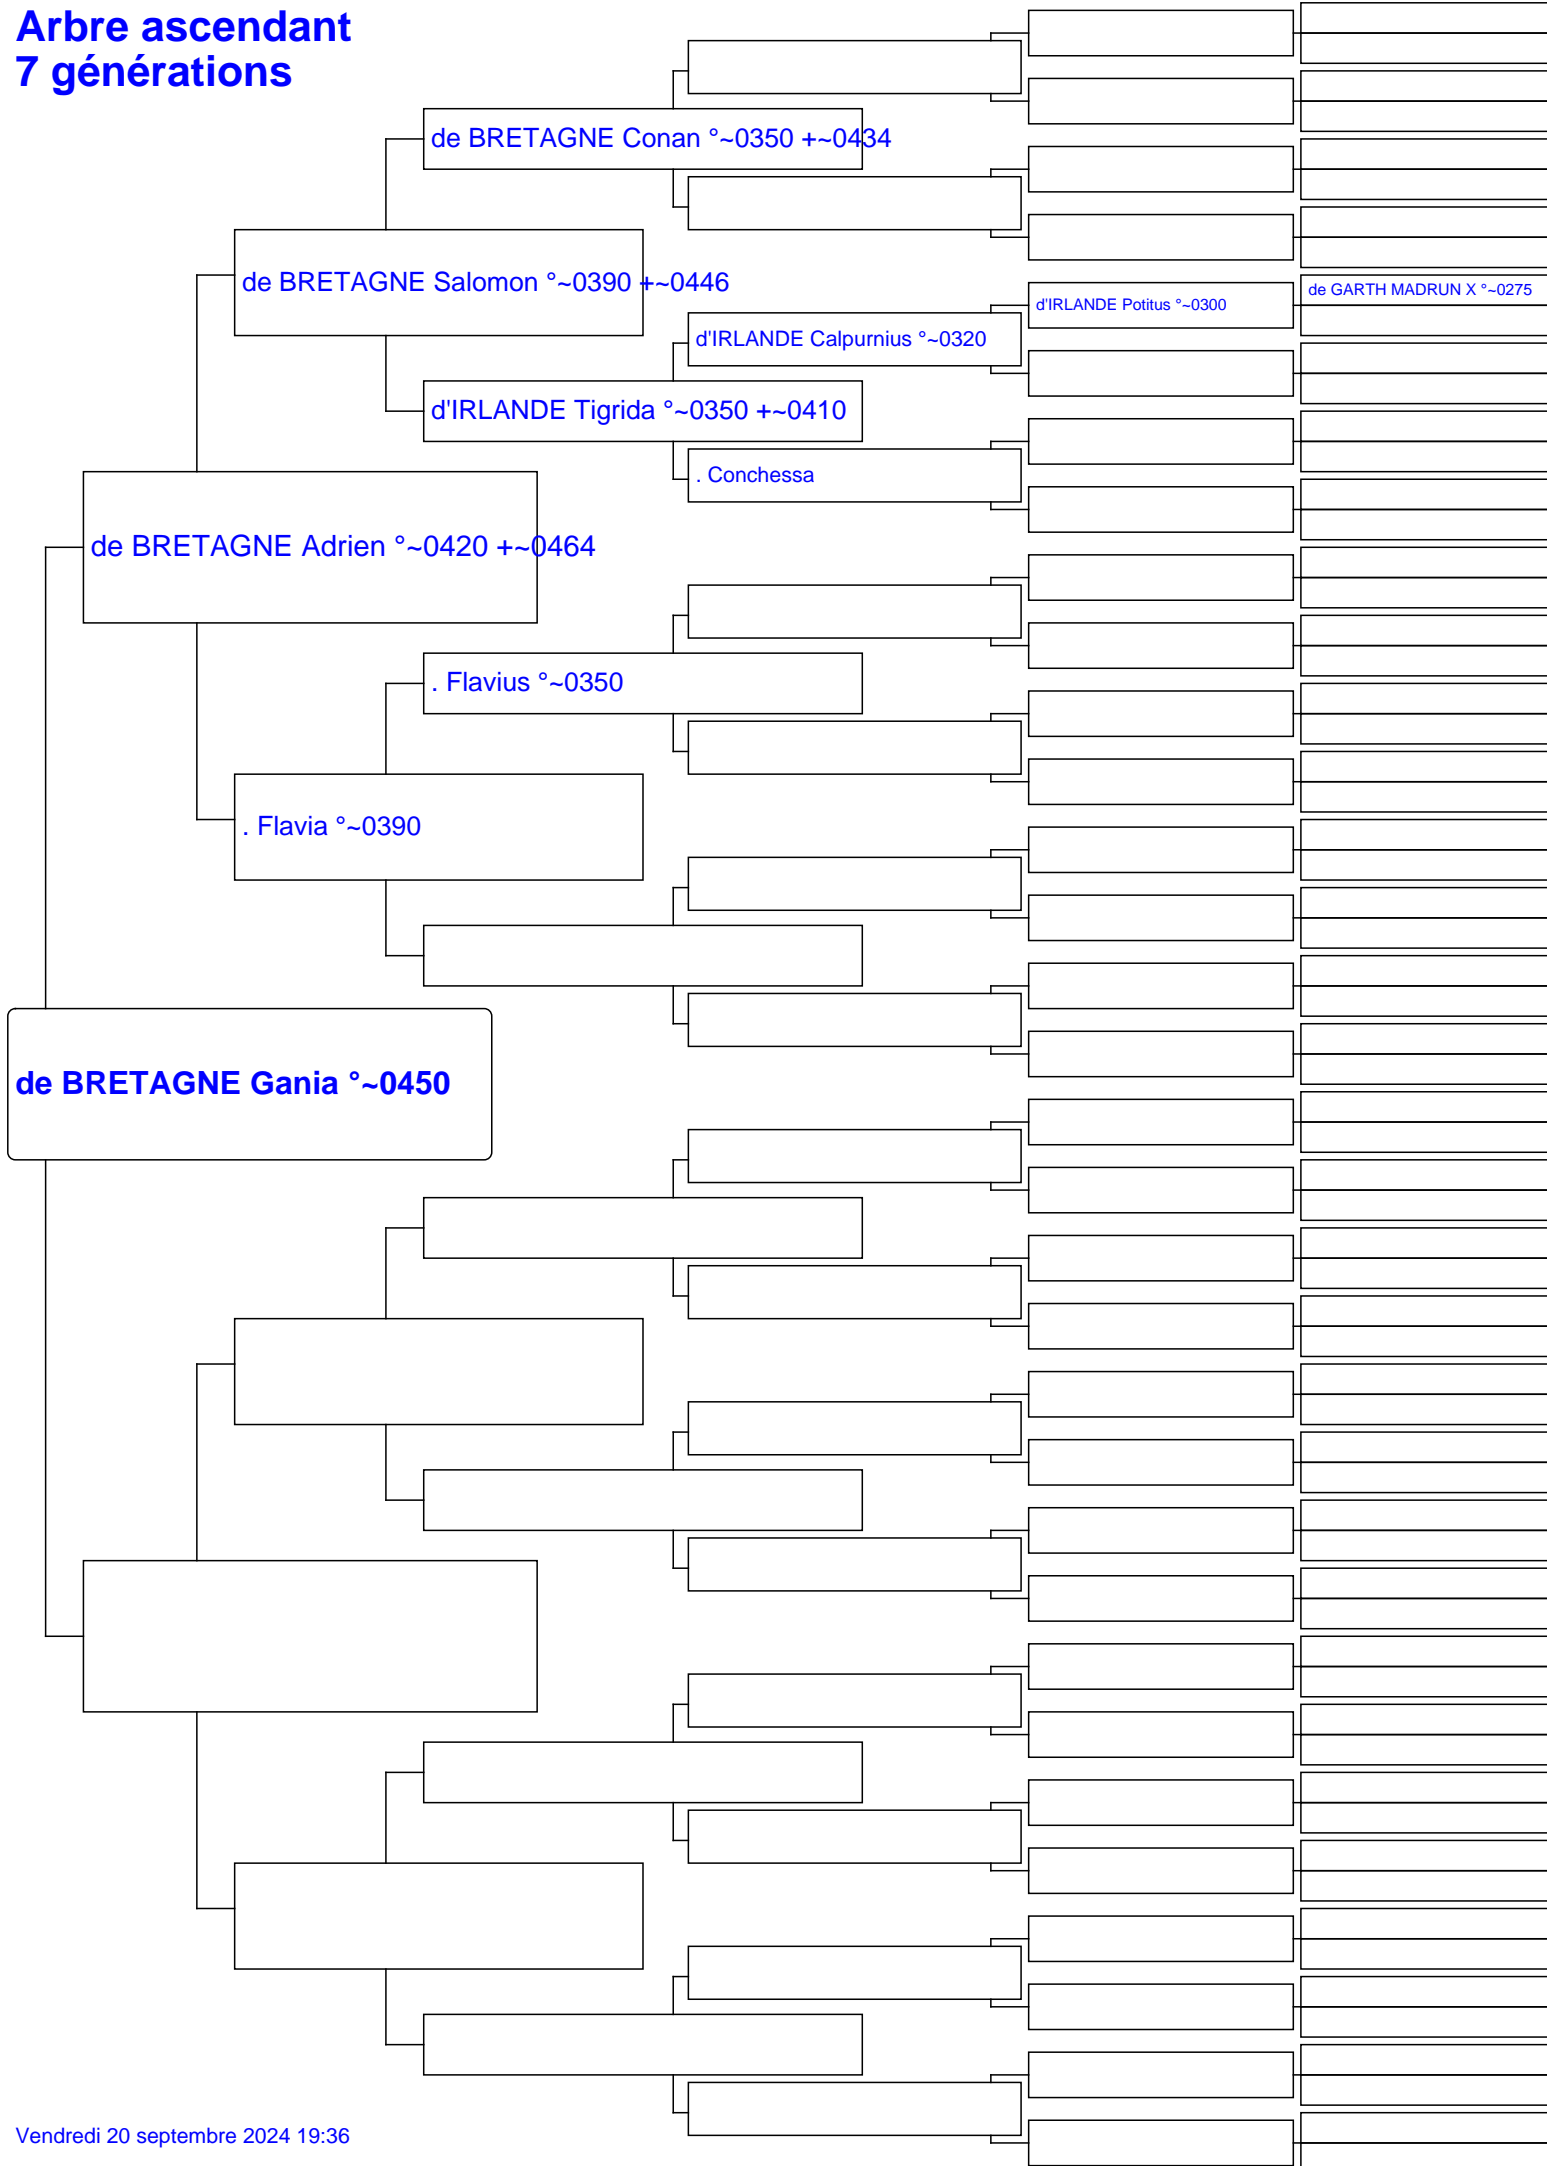 Arbre ascendant
7 générations
de BRETAGNE Conan °~0350 +~0434
de BRETAGNE Salomon °~0390 +~0446
de GARTH MADRUN X °~0275
d'IRLANDE Potitus °~0300
d'IRLANDE Calpurnius °~0320
d'IRLANDE Tigrida °~0350 +~0410
. Conchessa
de BRETAGNE Adrien °~0420 +~0464
. Flavius °~0350
. Flavia °~0390
de BRETAGNE Gania °~0450
Vendredi 20 septembre 2024 19:36